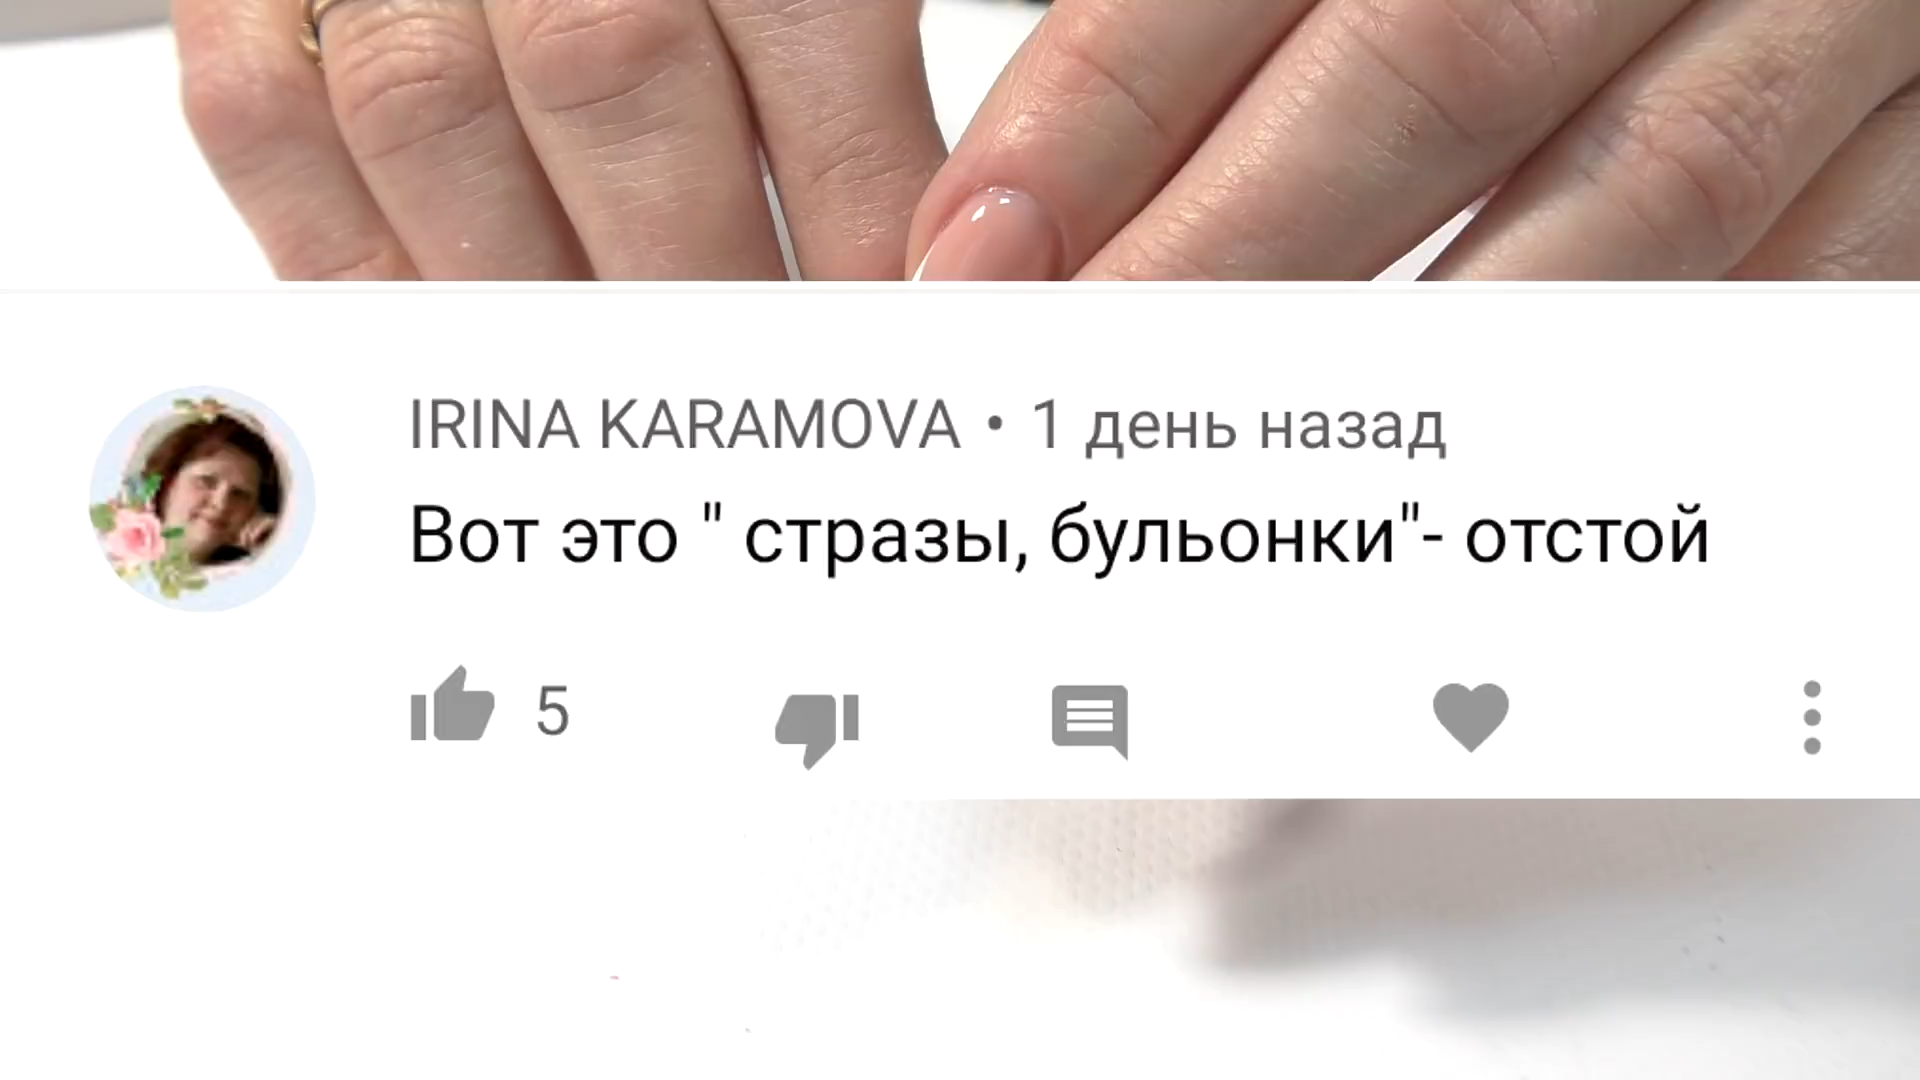 IRINA KARAMOVA • 1 день назад
Вот это " стразы, бульонки"- отстой
5